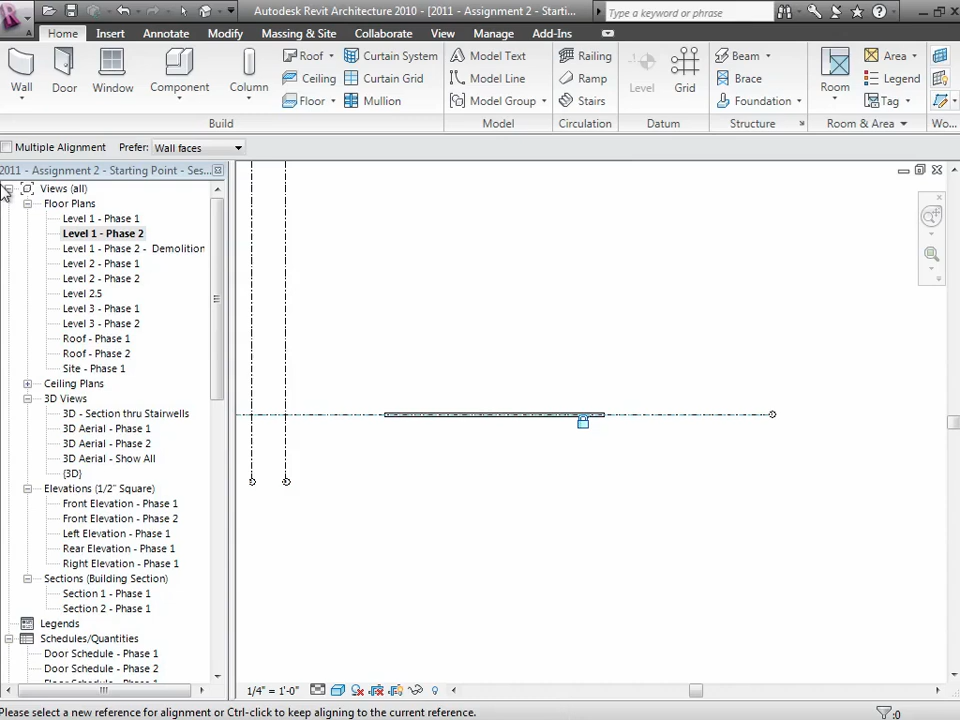 Autodesk Revit Architecture 2010 - [2011 - Assignment 2 - Starti...
Type a keyword or phrase
Home Insert Annotate Modify Massing & Site Collaborate View Manage Add-Ins
Wall Door Window Component Column
Roof Curtain System
Ceiling Curtain Grid
Floor Mullion
Model Text
Model Line
Model Group
Railing
Ramp
Stairs
Level Grid
Beam
Brace
Foundation
Room
Area
Legend
Tag
Build Model Circulation Datum Structure Room & Area Wo...
Multiple Alignment Prefer: Wall faces
2011 - Assignment 2 - Starting Point - Ses...
Views (all)
Floor Plans
Level 1 - Phase 1
Level 1 - Phase 2
Level 1 - Phase 2 - Demolition
Level 2 - Phase 1
Level 2 - Phase 2
Level 2.5
Level 3 - Phase 1
Level 3 - Phase 2
Roof - Phase 1
Roof - Phase 2
Site - Phase 1
Ceiling Plans
3D Views
3D - Section thru Stairwells
3D Aerial - Phase 1
3D Aerial - Phase 2
3D Aerial - Show All
{3D}
Elevations (1/2" Square)
Front Elevation - Phase 1
Front Elevation - Phase 2
Left Elevation - Phase 1
Rear Elevation - Phase 1
Right Elevation - Phase 1
Sections (Building Section)
Section 1 - Phase 1
Section 2 - Phase 1
Legends
Schedules/Quantities
Door Schedule - Phase 1
Door Schedule - Phase 2
1/4" = 1'-0"
Please select a new reference for alignment or Ctrl-click to keep aligning to the current reference.
:0